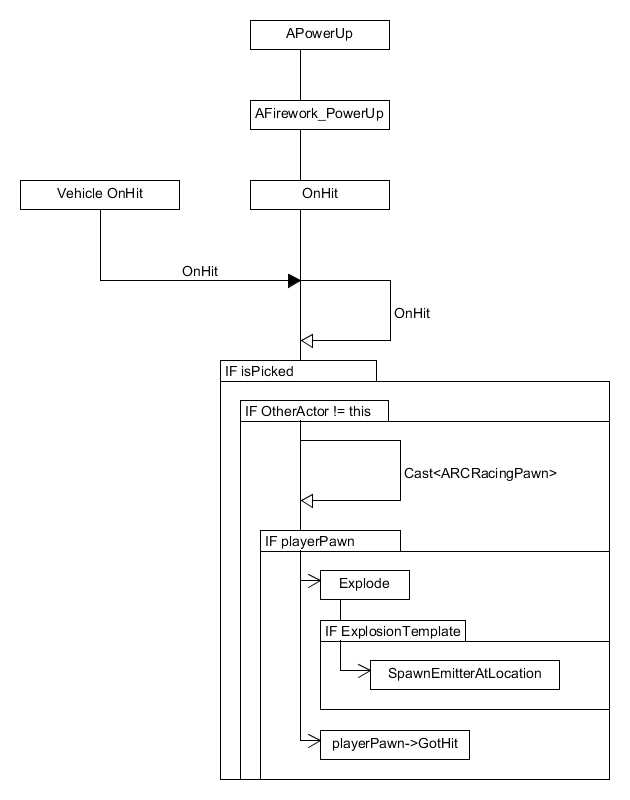 APowerUp
AFirework_PowerUp
Vehicle OnHit
OnHit
OnHit
OnHit
IF isPicked
IF OtherActor != this
Cast<ARCRacingPawn>
IF playerPawn
Explode
IF ExplosionTemplate
SpawnEmitterAtLocation
playerPawn->GotHit